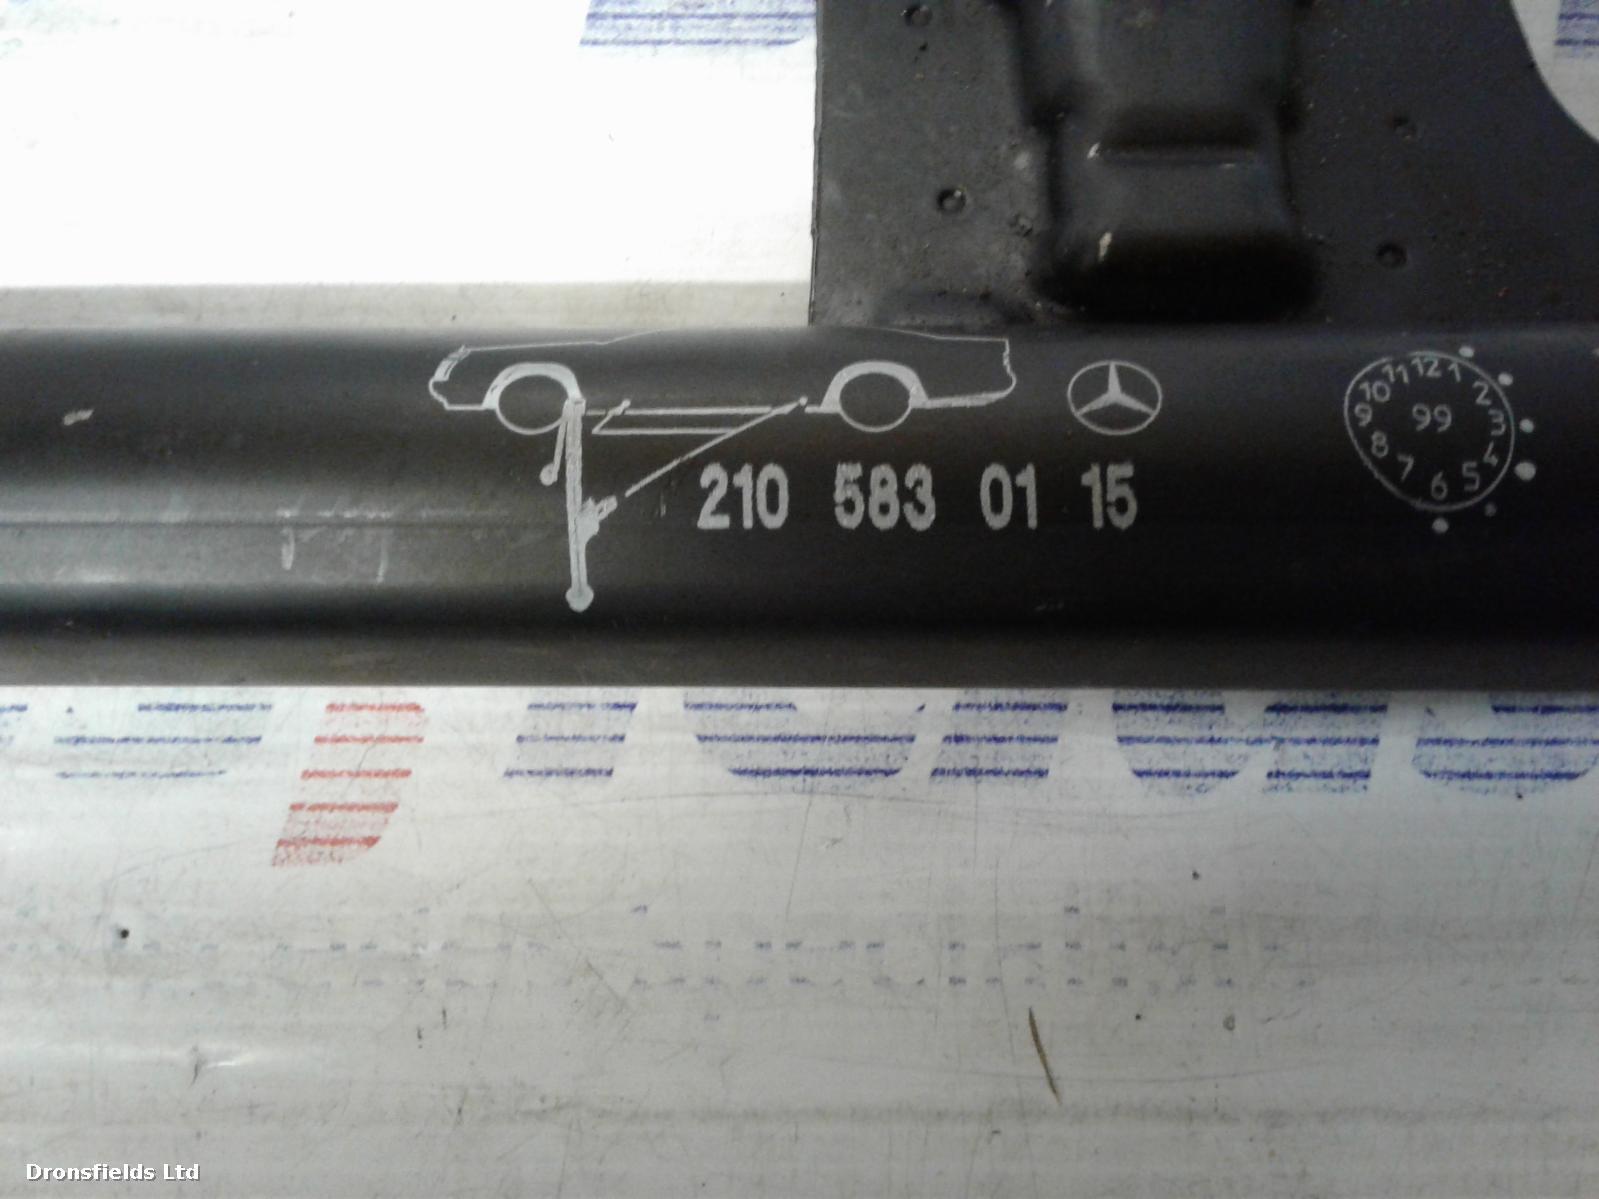 210 583 01 15
12 1 2 3 4 5 6 7 8 9 10 11
99
Dronsfields Ltd